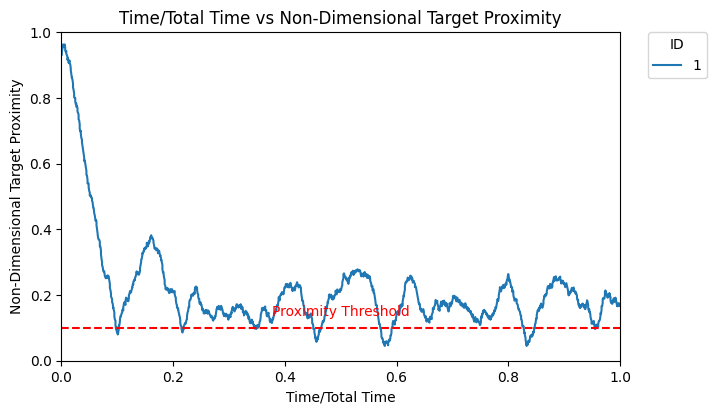 Time/Total Time vs Non-Dimensional Target Proximity
ID
1
Non-Dimensional Target Proximity
1.0
0.8
0.6
0.4
0.2
0.0
Proximity Threshold
0.0 0.2 0.4 0.6 0.8 1.0
Time/Total Time